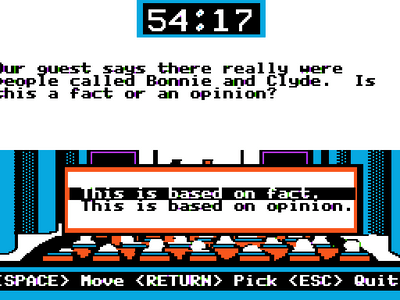 54:17
Our guest says there really were
people called Bonnie and Clyde.  Is
this a fact or an opinion?
This is based on fact.
This is based on opinion.
<SPACE> Move <RETURN> Pick <ESC> Quit